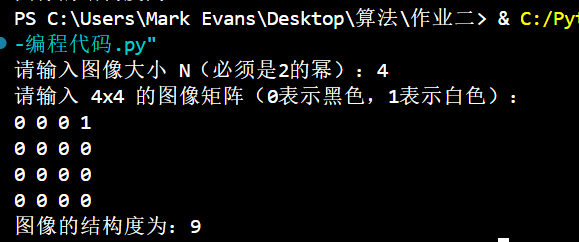 PS C:\Users\Mark Evans\Desktop\算法\作业二> & C:/Pyt
-编程代码.py"
请输入图像大小 N（必须是2的幂）：4
请输入 4x4 的图像矩阵（0表示黑色，1表示白色）：
0 0 0 1
0 0 0 0
0 0 0 0
0 0 0 0
图像的结构度为：9